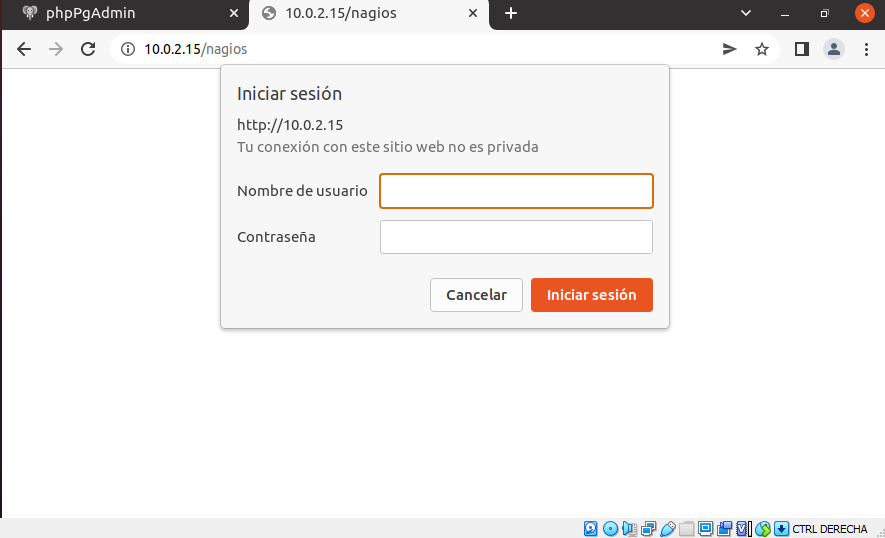 phpPgAdmin
10.0.2.15/nagios
10.0.2.15/nagios
Iniciar sesión
http://10.0.2.15
Tu conexión con este sitio web no es privada
Nombre de usuario
Contraseña
Cancelar
Iniciar sesión
CTRL DERECHA